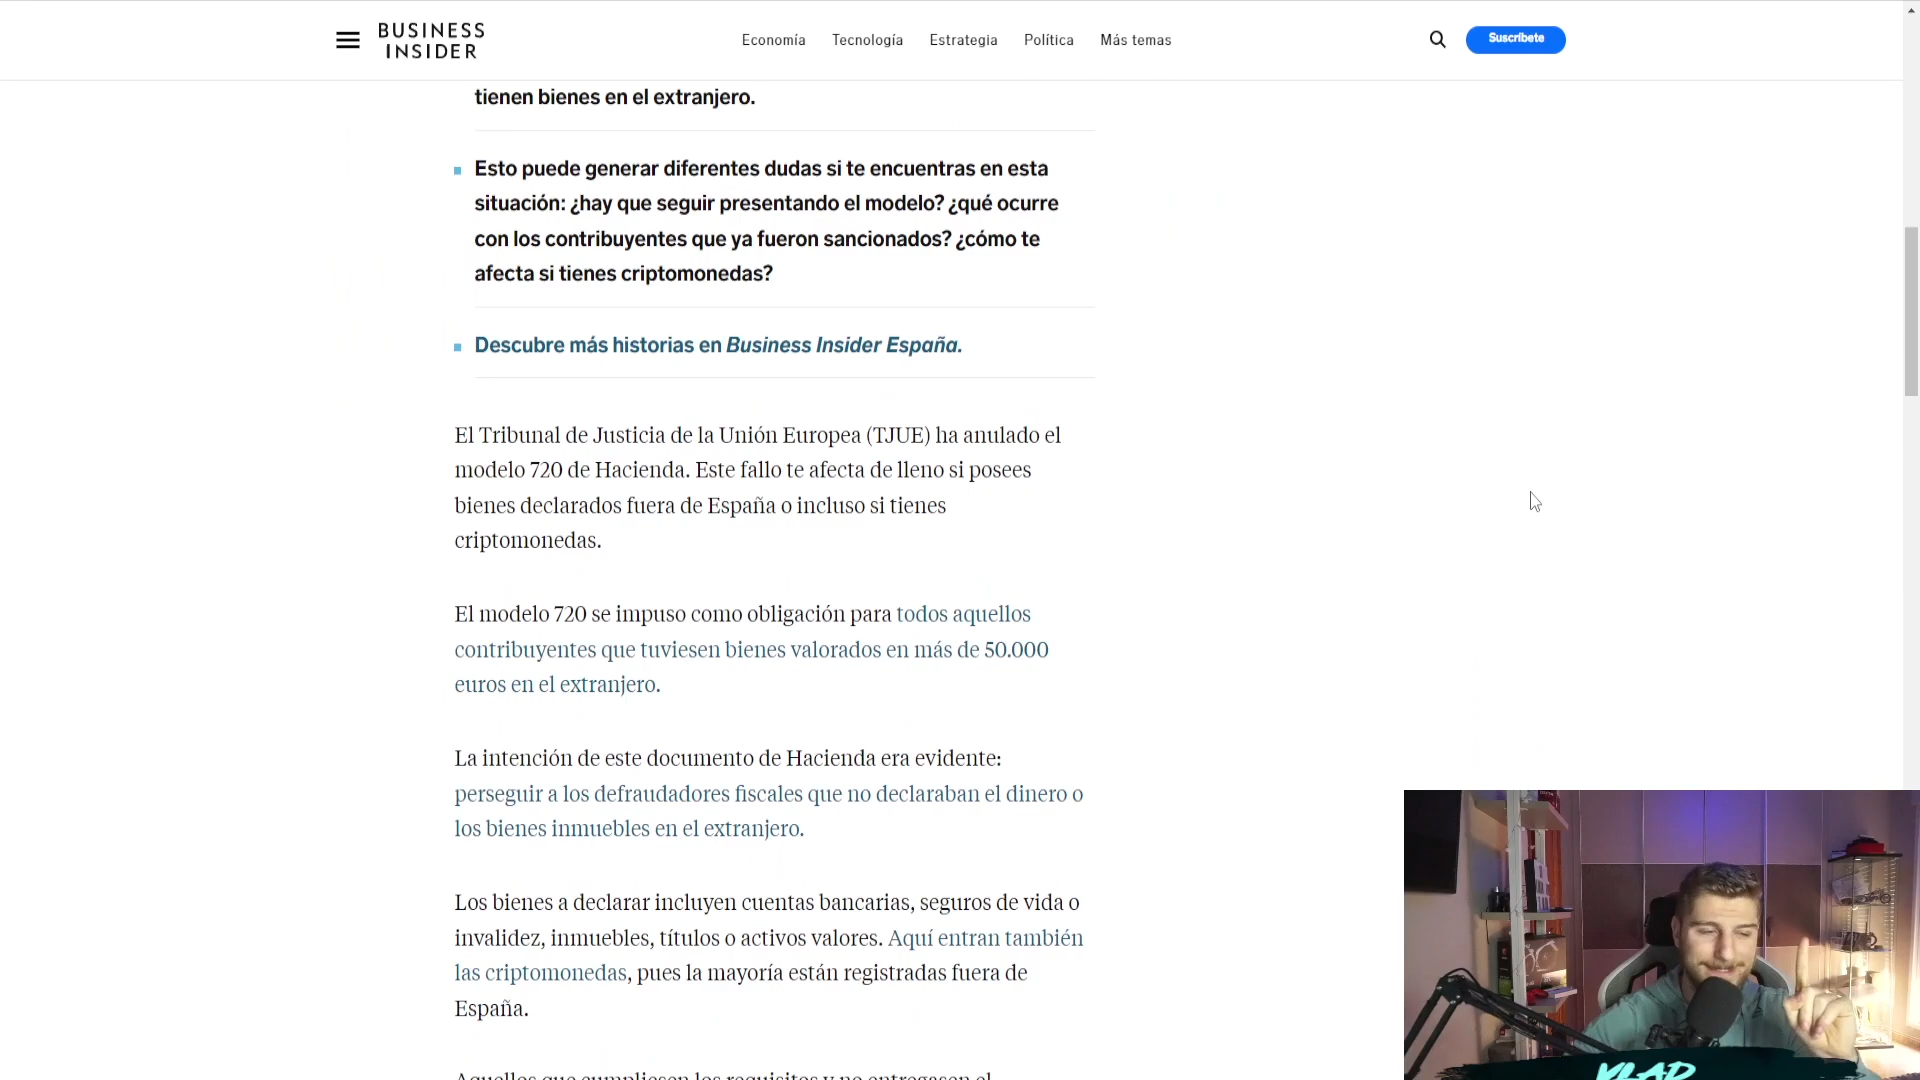 BUSINESS
INSIDER
Economía Tecnología Estrategia Política Más temas
Suscríbete
tienen bienes en el extranjero.
Esto puede generar diferentes dudas si te encuentras en esta
situación: ¿hay que seguir presentando el modelo? ¿qué ocurre
con los contribuyentes que ya fueron sancionados? ¿cómo te
afecta si tienes criptomonedas?
Descubre más historias en Business Insider España.
El Tribunal de Justicia de la Unión Europea (TJUE) ha anulado el
modelo 720 de Hacienda. Este fallo te afecta de lleno si posees
bienes declarados fuera de España o incluso si tienes
criptomonedas.
El modelo 720 se impuso como obligación para todos aquellos
contribuyentes que tuviesen bienes valorados en más de 50.000
euros en el extranjero.
La intención de este documento de Hacienda era evidente:
perseguir a los defraudadores fiscales que no declaraban el dinero o
los bienes inmuebles en el extranjero.
Los bienes a declarar incluyen cuentas bancarias, seguros de vida o
invalidez, inmuebles, títulos o activos valores. Aquí entran también
las criptomonedas, pues la mayoría están registradas fuera de
España.
Aquellos que cumpliesen los requisitos y no entregasen el
VLAD